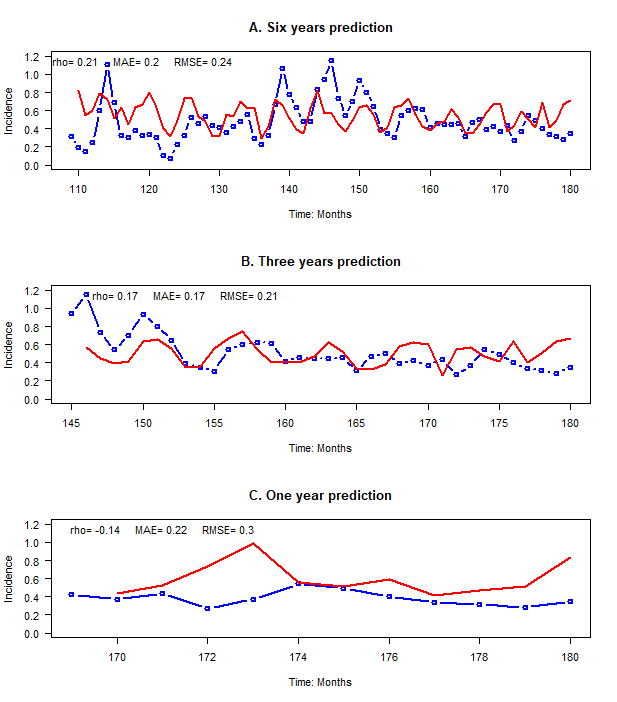 A. Six years prediction
rho= 0.21 MAE= 0.2 RMSE= 0.24
Incidence
1.2
1.0
0.8
0.6
0.4
0.2
0.0
110 120 130 140 150 160 170 180
Time: Months
B. Three years prediction
rho= 0.17 MAE= 0.17 RMSE= 0.21
Incidence
1.2
1.0
0.8
0.6
0.4
0.2
0.0
145 150 155 160 165 170 175 180
Time: Months
C. One year prediction
rho= -0.14 MAE= 0.22 RMSE= 0.3
Incidence
1.2
1.0
0.8
0.6
0.4
0.2
0.0
170 172 174 176 178 180
Time: Months